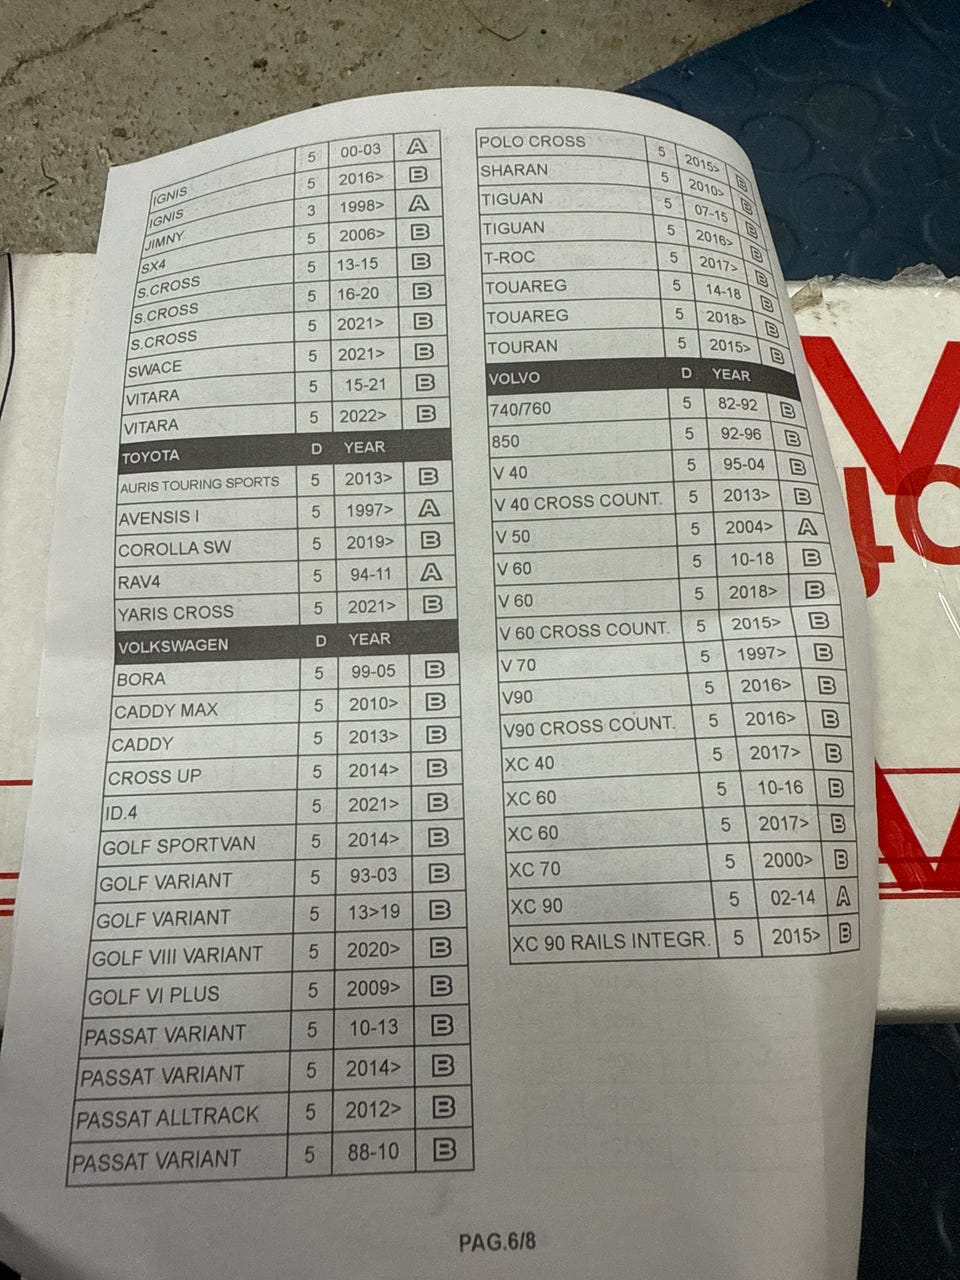 IGNIS 5 00-03 A
IGNIS 5 2016> B
JIMNY 3 1998> A
SX4 5 2006> B
S.CROSS 5 13-15 B
S.CROSS 5 16-20 B
S.CROSS 5 2021> B
SWACE 5 2021> B
VITARA 5 15-21 B
VITARA 5 2022> B
TOYOTA D YEAR
AURIS TOURING SPORTS 5 2013> B
AVENSIS I 5 1997> A
COROLLA SW 5 2019> B
RAV4 5 94-11 A
YARIS CROSS 5 2021> B
VOLKSWAGEN D YEAR
BORA 5 99-05 B
CADDY MAX 5 2010> B
CADDY 5 2013> B
CROSS UP 5 2014> B
ID.4 5 2021> B
GOLF SPORTVAN 5 2014> B
GOLF VARIANT 5 93-03 B
GOLF VARIANT 5 13>19 B
GOLF VIII VARIANT 5 2020> B
GOLF VI PLUS 5 2009> B
PASSAT VARIANT 5 10-13 B
PASSAT VARIANT 5 2014> B
PASSAT ALLTRACK 5 2012> B
PASSAT VARIANT 5 88-10 B
POLO CROSS 5 2015> B
SHARAN 5 2010> B
TIGUAN 5 07-15 B
TIGUAN 5 2016> B
T-ROC 5 2017> B
TOUAREG 5 14-18 B
TOUAREG 5 2018> B
TOURAN 5 2015> B
VOLVO D YEAR
740/760 5 82-92 B
850 5 92-96 B
V 40 5 95-04 B
V 40 CROSS COUNT. 5 2013> B
V 50 5 2004> A
V 60 5 10-18 B
V 60 5 2018> B
V 60 CROSS COUNT. 5 2015> B
V 70 5 1997> B
V90 5 2016> B
V90 CROSS COUNT. 5 2016> B
XC 40 5 2017> B
XC 60 5 10-16 B
XC 60 5 2017> B
XC 70 5 2000> B
XC 90 5 02-14 A
XC 90 RAILS INTEGR. 5 2015> B
PAG.6/8